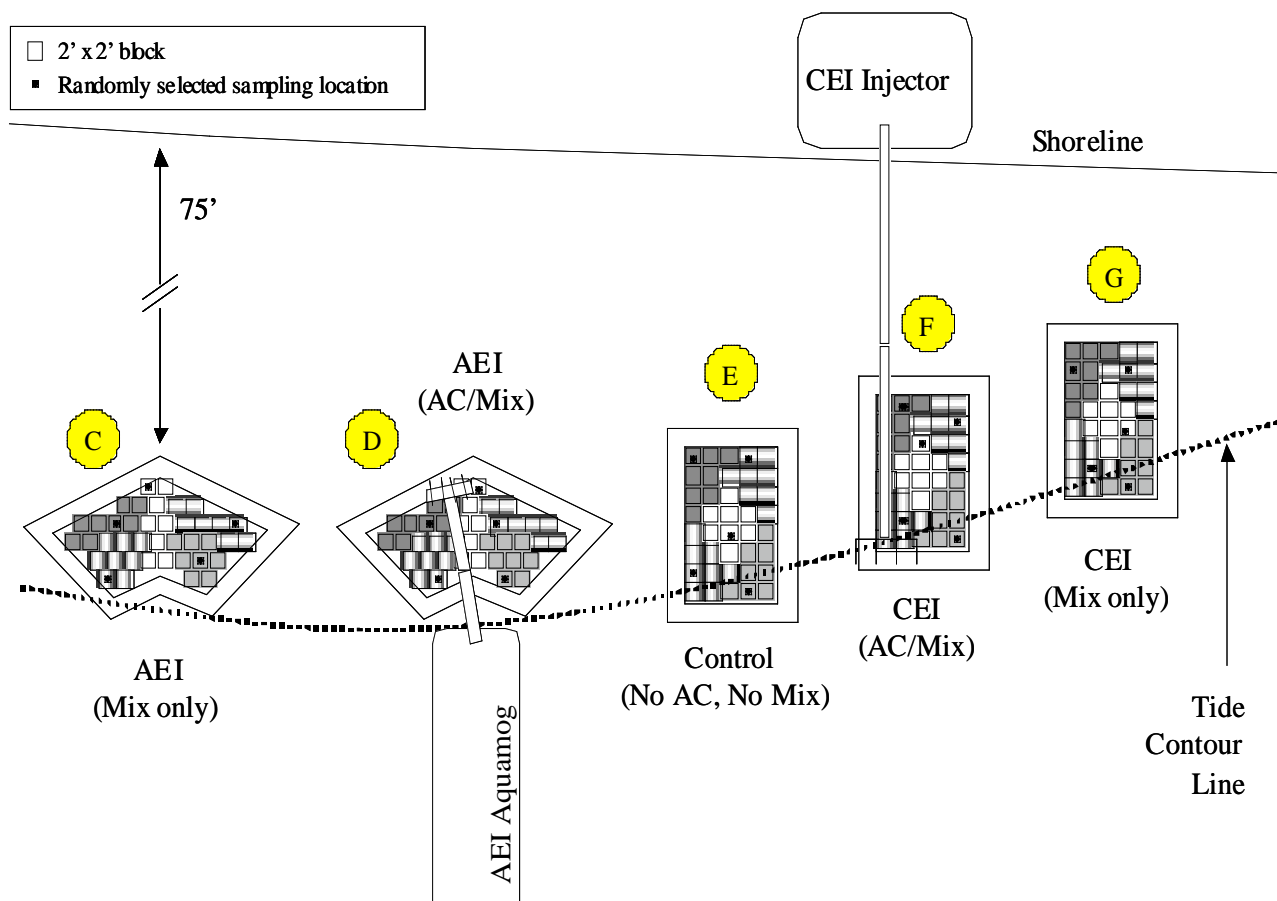 2’ x 2’ block
Randomly selected sampling location
CEI Injector
Shoreline
75’
G
F
AEI
(AC/Mix)
E
C
D
AEI
(Mix only)
Control
(No AC, No Mix)
CEI
(AC/Mix)
CEI
(Mix only)
AEI Aquamog
Tide
Contour
Line